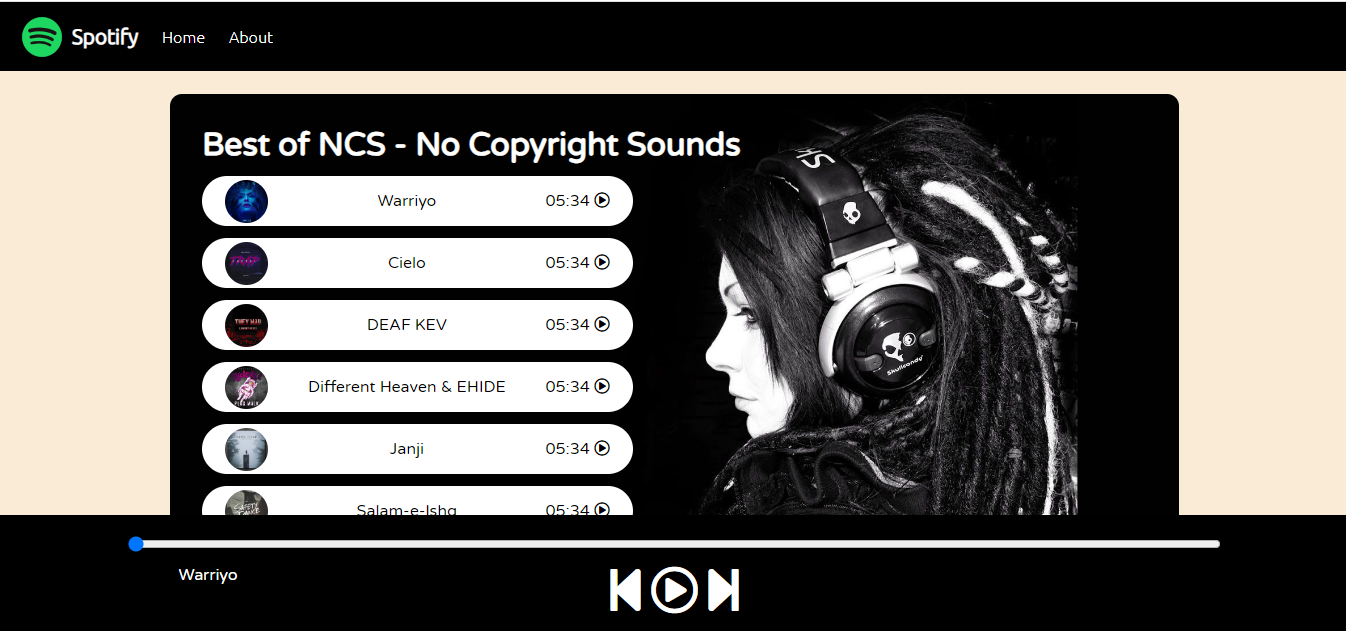 Spotify Home About
Best of NCS - No Copyright Sounds
Warriyo 05:34
Cielo 05:34
DEAF KEV 05:34
Different Heaven & EHIDE 05:34
Janji 05:34
Salam-e-Ishq 05:34
Skullcandy
Warriyo